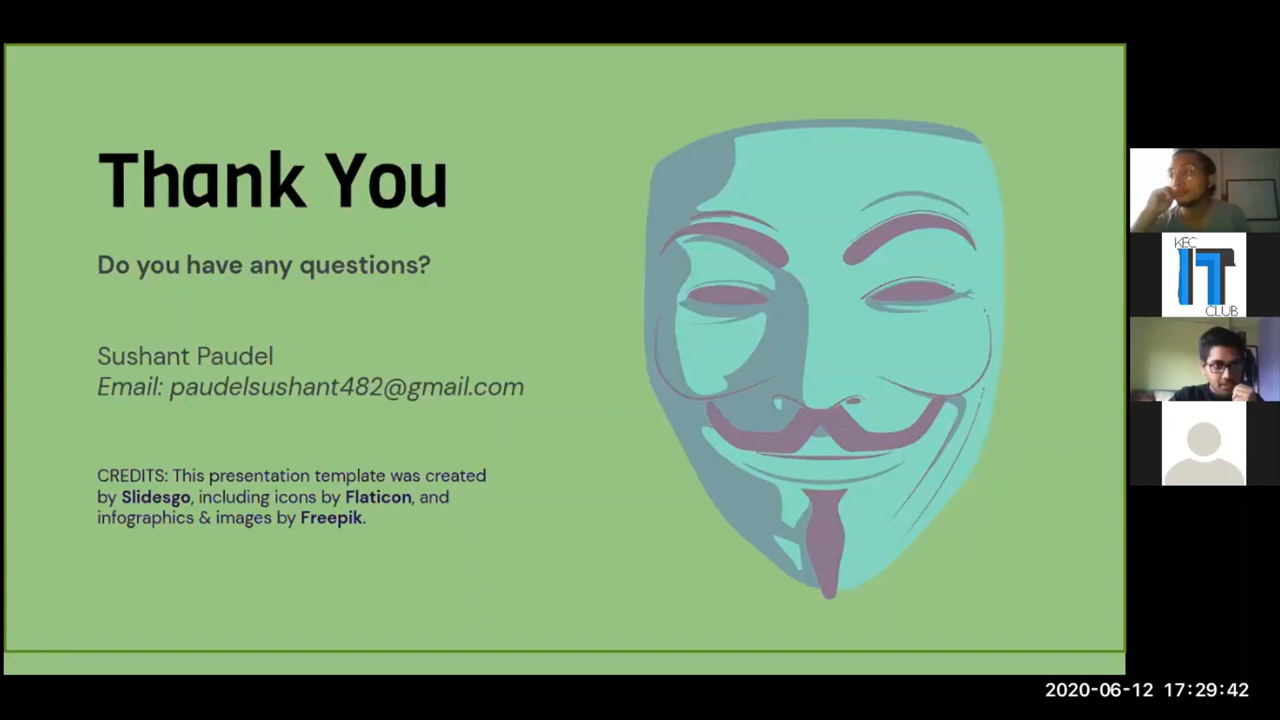 Thank You
Do you have any questions?
Sushant Paudel
Email: paudelsushant482@gmail.com
CREDITS: This presentation template was created
by Slidesgo, including icons by Flaticon, and
infographics & images by Freepik.
KEC
IT
CLUB
2020-06-12 17:29:42